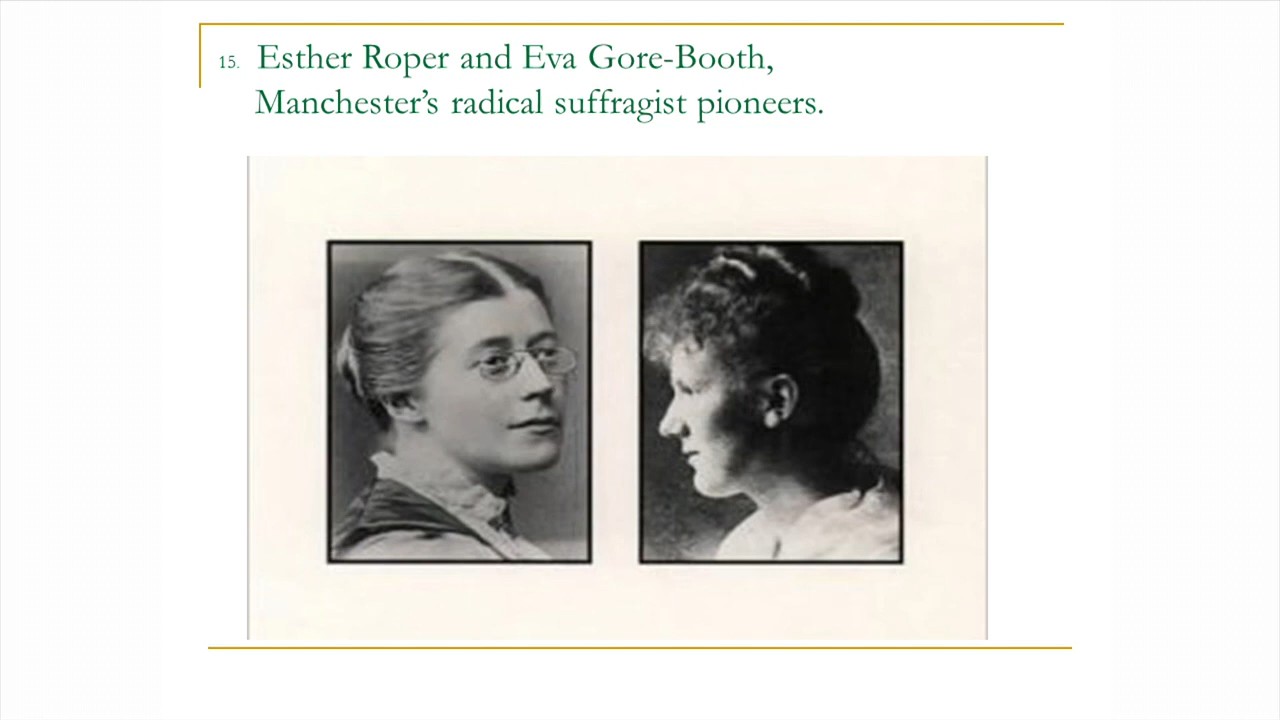 15. Esther Roper and Eva Gore-Booth,
Manchester’s radical suffragist pioneers.